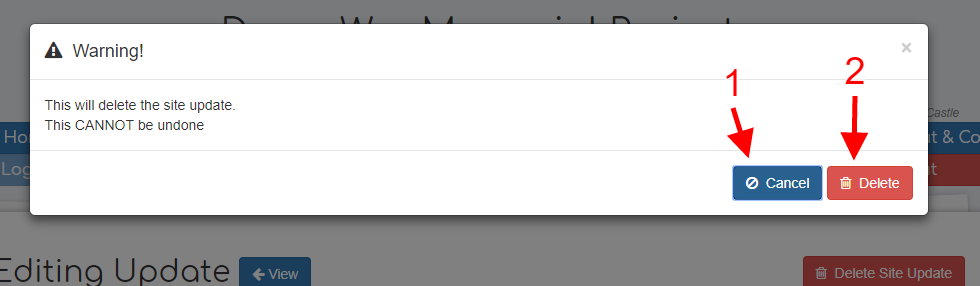 Warning!
×
This will delete the site update.
This CANNOT be undone
1
2
Castle
Ho
t & Co
Log
Cancel
Delete
Editing Update
View
Delete Site Update